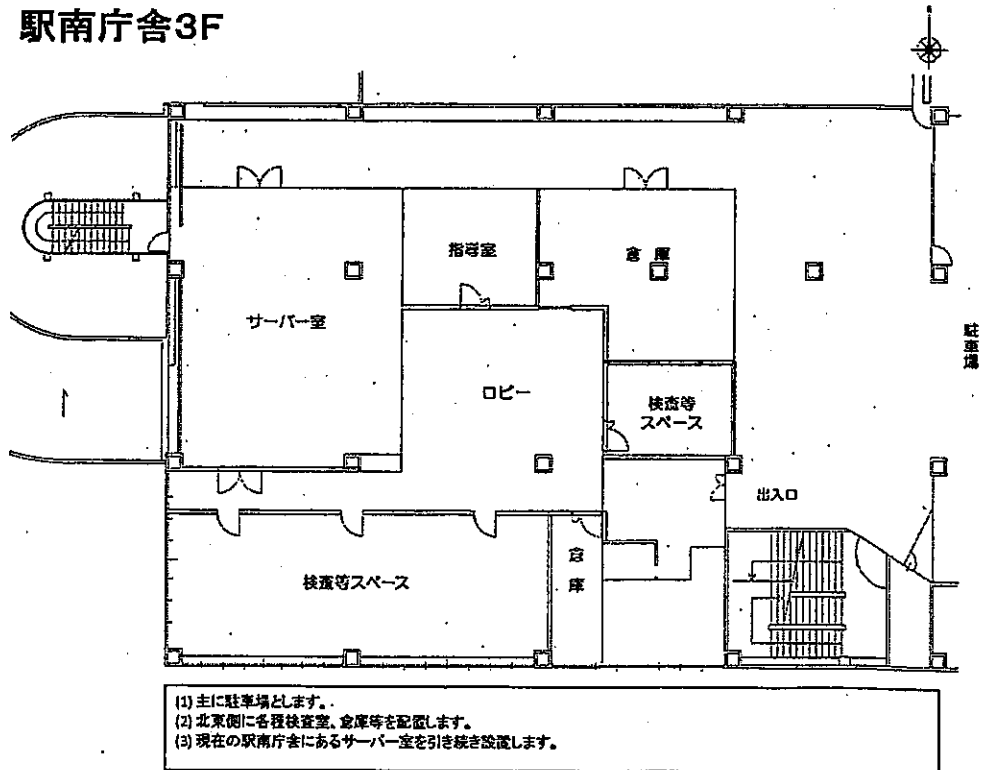 駅南庁舎3F
指導室
倉庫
サーバー室
駐車場
ロビー
検査等
スペース
出入口
倉庫
検査等スペース
(1) 主に駐車場とします。
(2) 北東側に各種検査室、倉庫等を配置します。
(3) 現在の駅南庁舎にあるサーバー室を引き続き設置します。